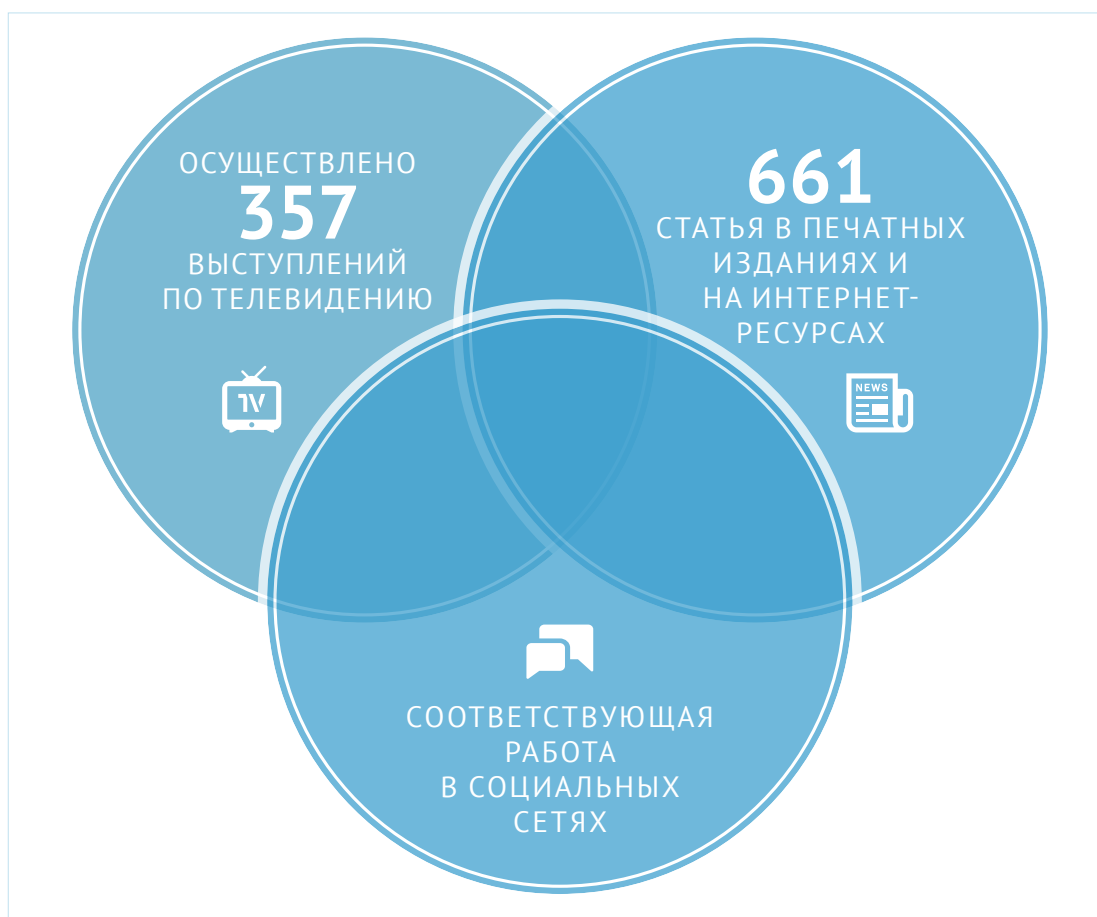 ОСУЩЕСТВЛЕНО
357
ВЫСТУПЛЕНИЙ
ПО ТЕЛЕВИДЕНИЮ
TV
661
СТАТЬЯ В ПЕЧАТНЫХ
ИЗДАНИЯХ И
НА ИНТЕРНЕТ-
РЕСУРСАХ
NEWS
СООТВЕТСТВУЮЩАЯ
РАБОТА
В СОЦИАЛЬНЫХ
СЕТЯХ